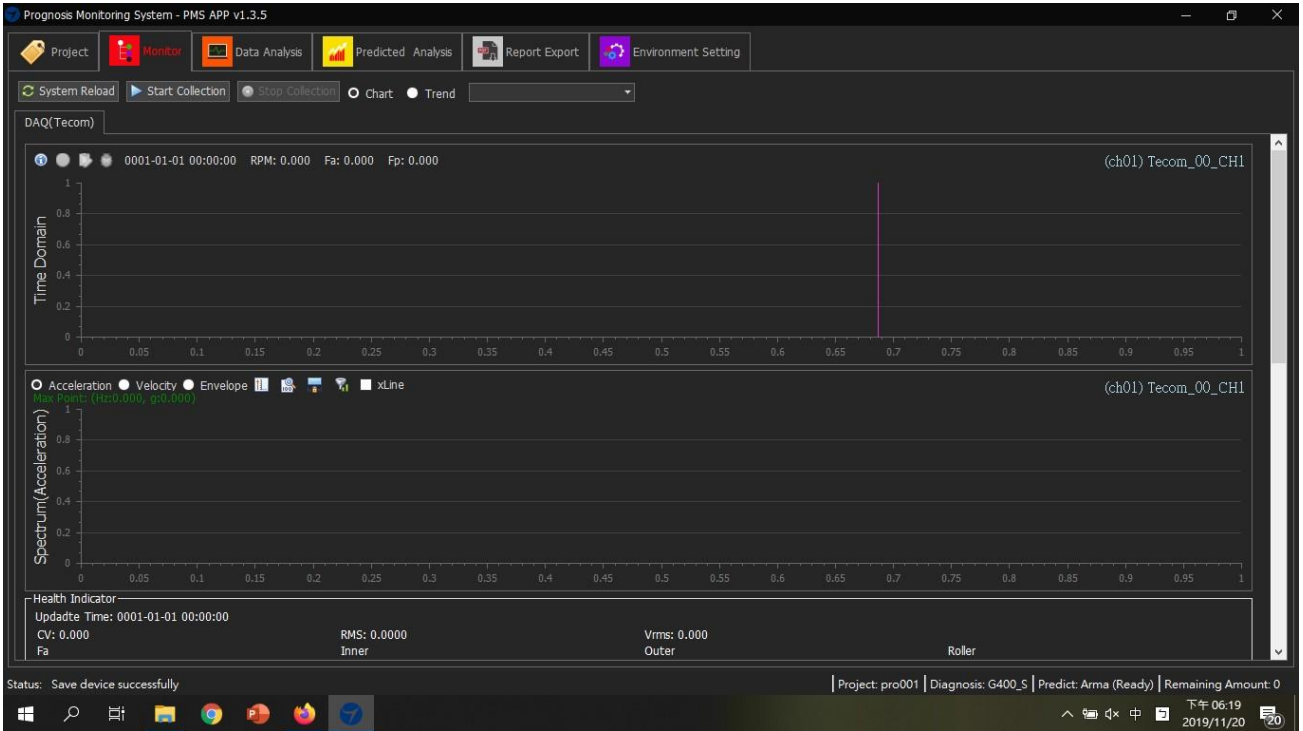 Prognosis Monitoring System - PMS APP v1.3.5
Project Monitor Data Analysis Predicted Analysis Report Export Environment Setting
System Reload Start Collection Stop Collection Chart Trend
DAQ(Tecom)
0001-01-01 00:00:00 RPM: 0.000 Fa: 0.000 Fp: 0.000 (ch01) Tecom_00_CH1
Time Domain
1
0.8
0.6
0.4
0.2
0
0 0.05 0.1 0.15 0.2 0.25 0.3 0.35 0.4 0.45 0.5 0.55 0.6 0.65 0.7 0.75 0.8 0.85 0.9 0.95 1
Acceleration Velocity Envelope xLine (ch01) Tecom_00_CH1
Max Point: (Hz:0.000, g:0.000)
Spectrum(Acceleration)
1
0.8
0.6
0.4
0.2
0
0 0.05 0.1 0.15 0.2 0.25 0.3 0.35 0.4 0.45 0.5 0.55 0.6 0.65 0.7 0.75 0.8 0.85 0.9 0.95 1
Health Indicator
Updadte Time: 0001-01-01 00:00:00
CV: 0.000 RMS: 0.0000 Vrms: 0.000
Fa Inner Outer Roller
Status: Save device successfully Project: pro001 Diagnosis: G400_S Predict: Arma (Ready) Remaining Amount: 0
中 下午 06:19
2019/11/20 20